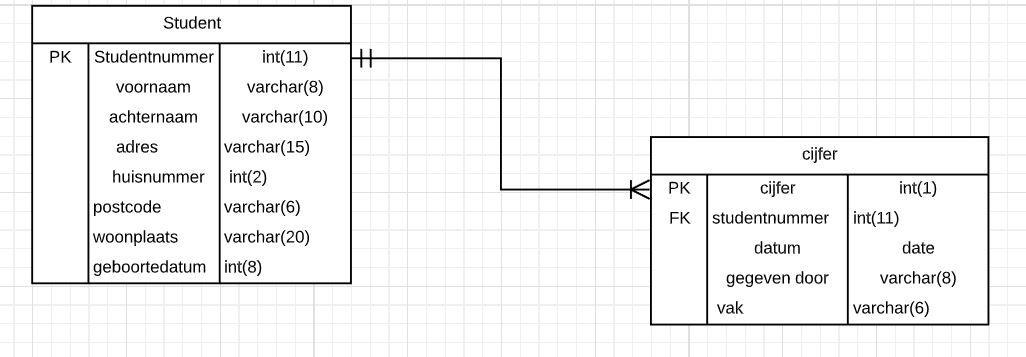 Student
PK Studentnummer int(11)
voornaam varchar(8)
achternaam varchar(10)
adres varchar(15)
huisnummer int(2)
postcode varchar(6)
woonplaats varchar(20)
geboortedatum int(8)
cijfer
PK cijfer int(1)
FK studentnummer int(11)
datum date
gegeven door varchar(8)
vak varchar(6)